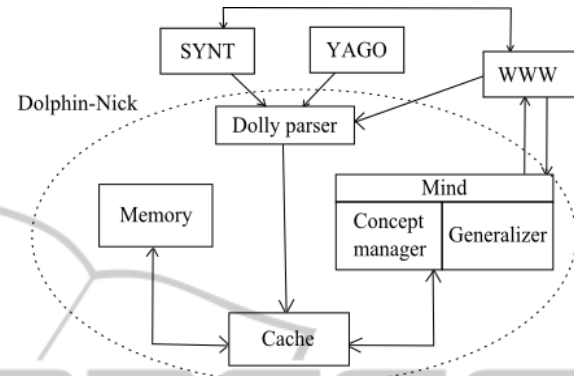 SYNT
YAGO
WWW
Dolphin-Nick
Dolly parser
Mind
Memory
Concept
manager
Generalizer
Cache